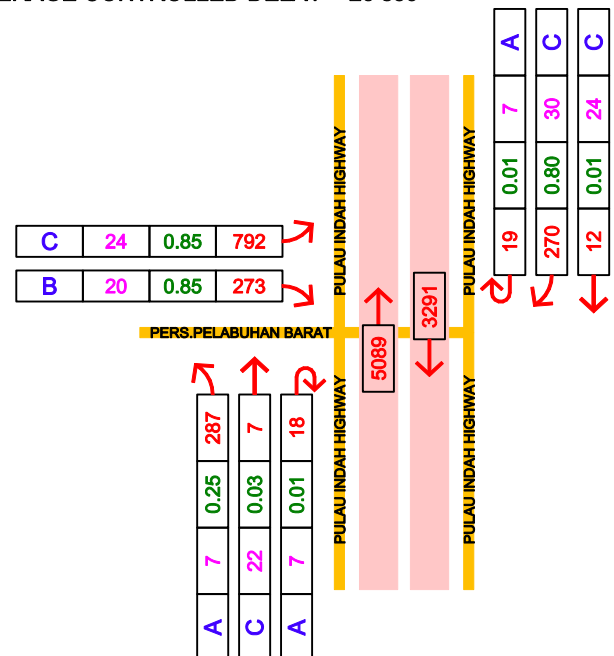 CONTROLLED
A C C
7 30 24
0.01 0.80 0.01
19 270 12
PULAU INDAH HIGHWAY
PULAU INDAH HIGHWAY
C 24 0.85 792
B 20 0.85 273
3291
5089
PERS.PELABUHAN BARAT
PULAU INDAH HIGHWAY
PULAU INDAH HIGHWAY
287 7 18
0.25 0.03 0.01
7 22 7
A C A